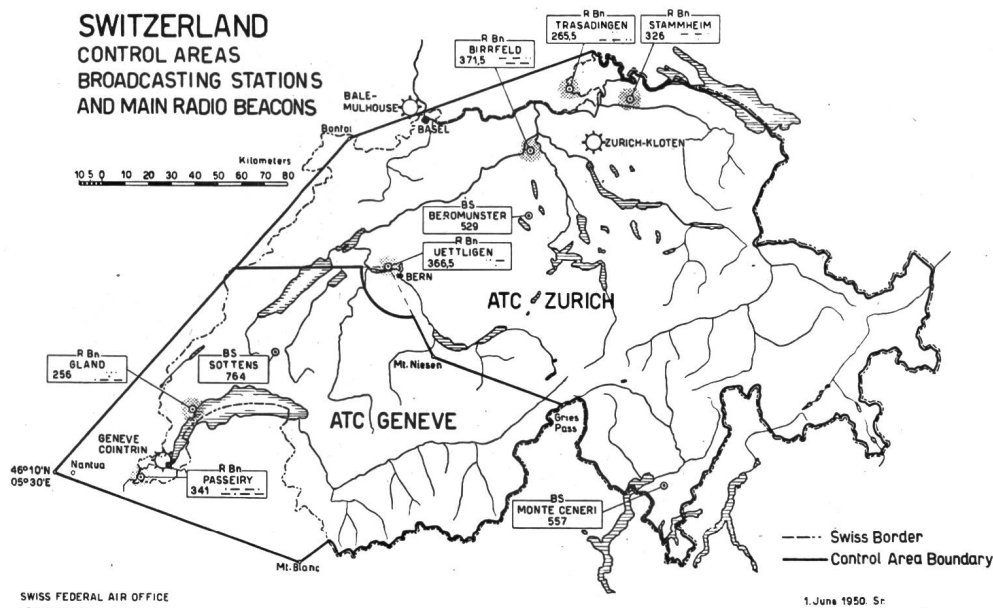 SWITZERLAND
CONTROL AREAS
BROADCASTING STATIONS
AND MAIN RADIO BEACONS
R Bn
TRASADINGEN
265,5
R Bn
STAMMHEIM
326
R Bn
BIRRFELD
371,5
BALE-
MULHOUSE
BASEL
Bonfol
ZURICH-KLOTEN
Kilometers
10 5 0 10 20 30 40 50 60 70 80
BS
BEROMUNSTER
529
R Bn
UETTLIGEN
366,5
BERN
ATC ZURICH
R Bn
GLAND
256
BS
SOTTENS
764
Mt. Niesen
ATC GENEVE
Gries
Pass
GENEVE
COINTRIN
46°10'N
05°30'E
Nantua
R Bn
PASSEIRY
341
BS
MONTE CENERI
557
Mt. Blanc
Swiss Border
Control Area Boundary
SWISS FEDERAL AIR OFFICE
1. June 1950. Sr.